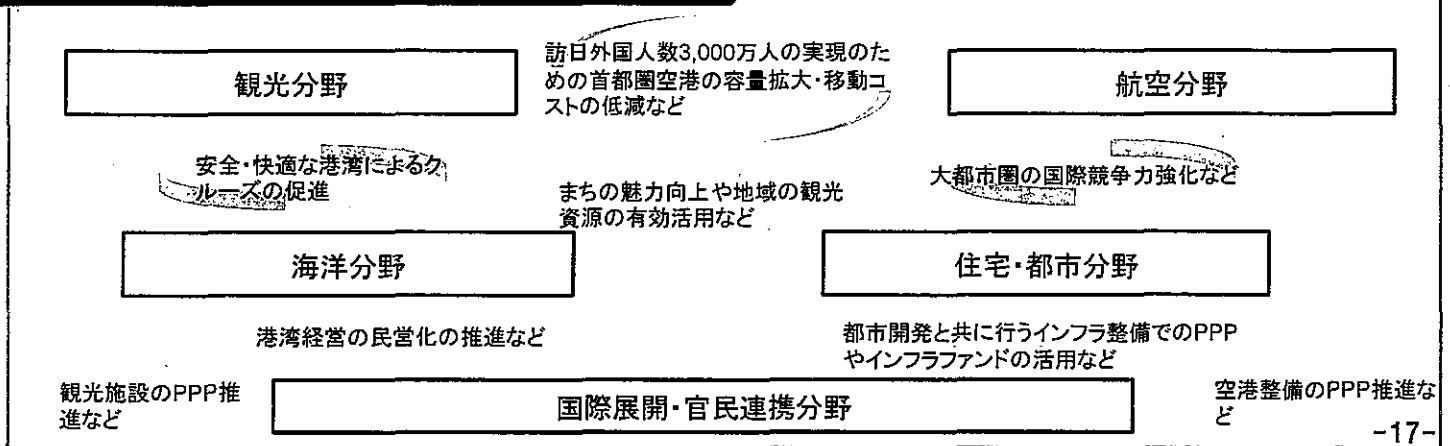 訪日外国人数3,000万人の実現のた
めの首都圏空港の容量拡大・移動コ
ストの低減など
観光分野
航空分野
安全・快適な港湾によるク
ルーズの促進
まちの魅力向上や地域の観光
資源の有効活用など
大都市圏の国際競争力強化など
海洋分野
住宅・都市分野
港湾経営の民営化の推進など
都市開発と共に行うインフラ整備でのPPP
やインフラファンドの活用など
観光施設のPPP推
進など
国際展開・官民連携分野
空港整備のPPP推進な
ど
-17-